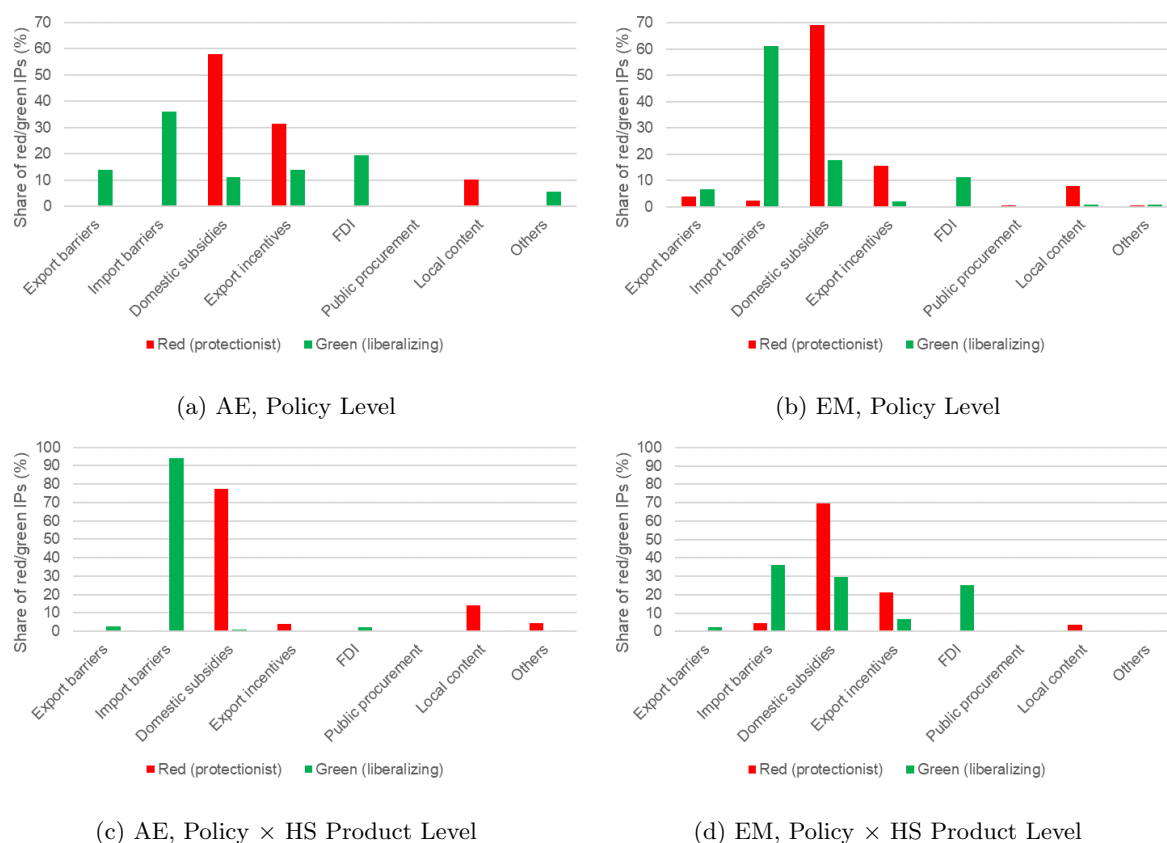 Share of red/green IPs (%)
70
60
50
40
30
20
10
0
Export barriers
Import barriers
Domestic subsidies
Export incentives
FDI
Public procurement
Local content
Others
Red (protectionist)
Green (liberalizing)
(a) AE, Policy Level
Share of red/green IPs (%)
70
60
50
40
30
20
10
0
Export barriers
Import barriers
Domestic subsidies
Export incentives
FDI
Public procurement
Local content
Others
Red (protectionist)
Green (liberalizing)
(b) EM, Policy Level
Share of red/green IPs (%)
100
90
80
70
60
50
40
30
20
10
0
Export barriers
Import barriers
Domestic subsidies
Export incentives
FDI
Public procurement
Local content
Others
Red (protectionist)
Green (liberalizing)
(c) AE, Policy × HS Product Level
Share of red/green IPs (%)
100
90
80
70
60
50
40
30
20
10
0
Export barriers
Import barriers
Domestic subsidies
Export incentives
FDI
Public procurement
Local content
Others
Red (protectionist)
Green (liberalizing)
(d) EM, Policy × HS Product Level